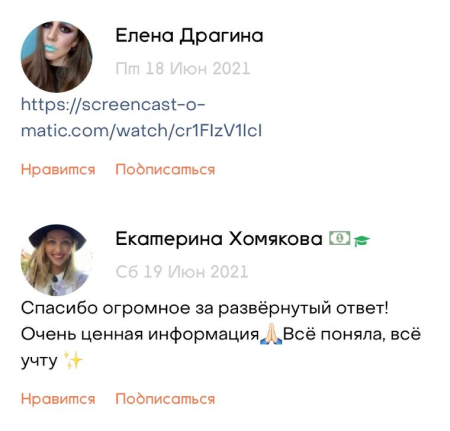 Елена Драгина
Пт 18 Июн 2021
https://screencast-o-
matic.com/watch/cr1FIzV1IcI
Нравится Подписаться
Екатерина Хомякова 💵🎓
Сб 19 Июн 2021
Спасибо огромное за развёрнутый ответ!
Очень ценная информация🙏🏻Всё поняла, всё
учту ✨
Нравится Подписаться